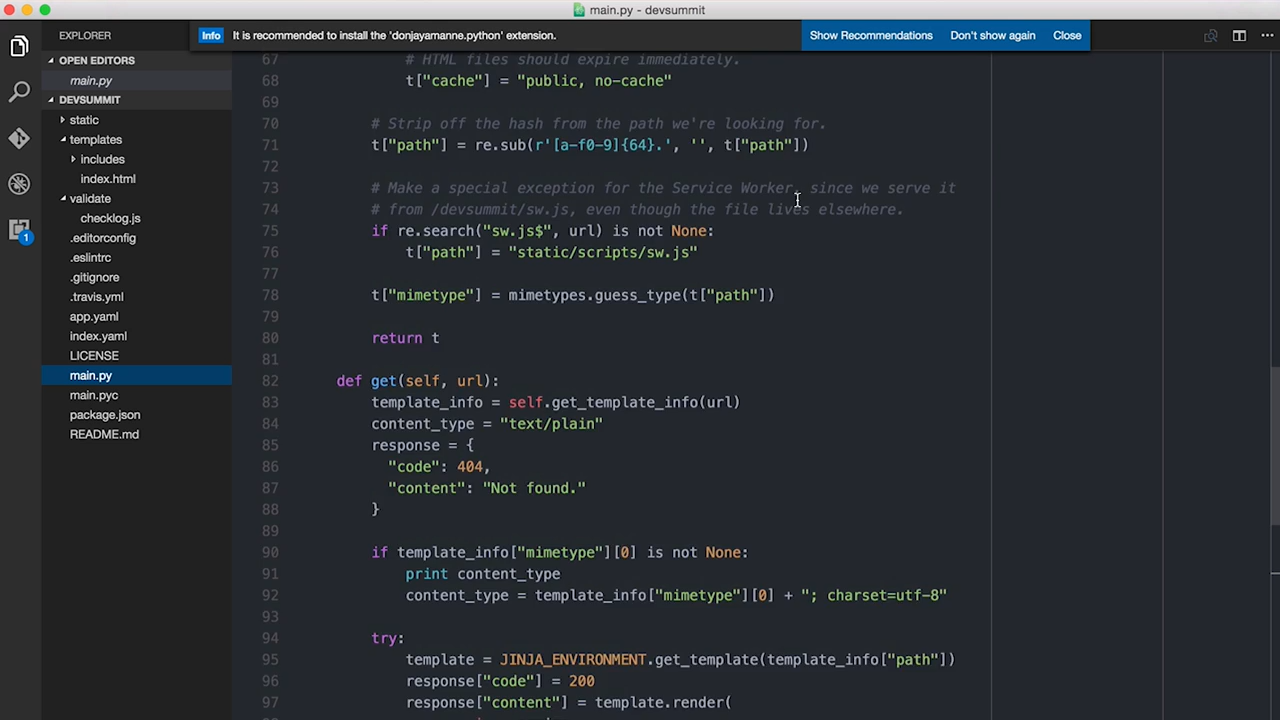 main.py - devsummit
EXPLORER
Info It is recommended to install the 'donjayamanne.python' extension. Show Recommendations Don't show again Close
OPEN EDITORS
main.py
DEVSUMMIT
static
templates
includes
index.html
validate
checklog.js
.editorconfig
.eslintrc
.gitignore
.travis.yml
app.yaml
index.yaml
LICENSE
main.py
main.pyc
package.json
README.md
1
67 # HTML files should expire immediately.
68 t["cache"] = "public, no-cache"
69
70 # Strip off the hash from the path we're looking for.
71 t["path"] = re.sub(r'[a-f0-9]{64}.', '', t["path"])
72
73 # Make a special exception for the Service Worker, since we serve it
74 # from /devsummit/sw.js, even though the file lives elsewhere.
75 if re.search("sw.js$", url) is not None:
76 t["path"] = "static/scripts/sw.js"
77
78 t["mimetype"] = mimetypes.guess_type(t["path"])
79
80 return t
81
82 def get(self, url):
83 template_info = self.get_template_info(url)
84 content_type = "text/plain"
85 response = {
86 "code": 404,
87 "content": "Not found."
88 }
89
90 if template_info["mimetype"][0] is not None:
91 print content_type
92 content_type = template_info["mimetype"][0] + "; charset=utf-8"
93
94 try:
95 template = JINJA_ENVIRONMENT.get_template(template_info["path"])
96 response["code"] = 200
97 response["content"] = template.render(